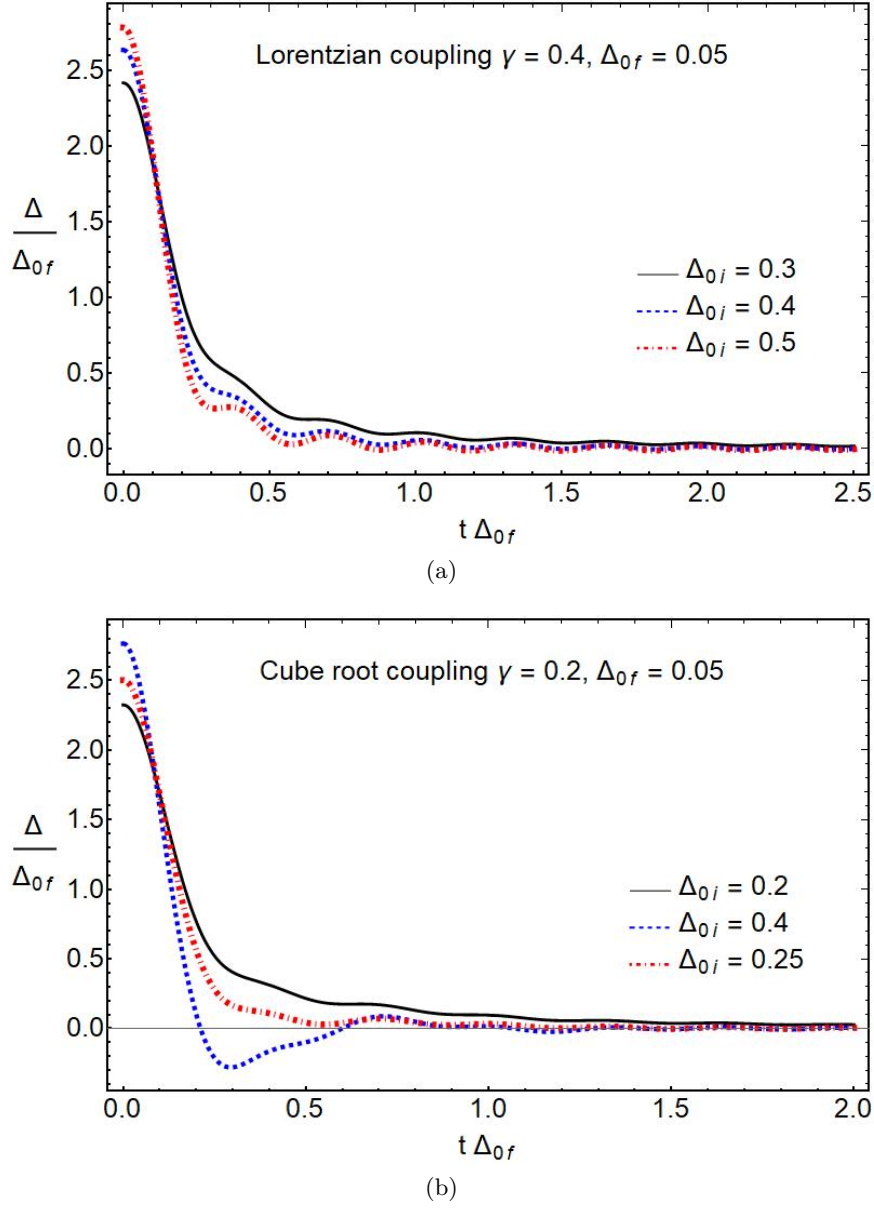 Lorentzian coupling γ = 0.4, Δ0f = 0.05
2.5
2.0
1.5
1.0
0.5
0.0
Δ
Δ0f
Δ0i = 0.3
Δ0i = 0.4
Δ0i = 0.5
0.0 0.5 1.0 1.5 2.0 2.5
t Δ0f
(a)
Cube root coupling γ = 0.2, Δ0f = 0.05
2.5
2.0
1.5
1.0
0.5
0.0
Δ
Δ0f
Δ0i = 0.2
Δ0i = 0.4
Δ0i = 0.25
0.0 0.5 1.0 1.5 2.0
t Δ0f
(b)